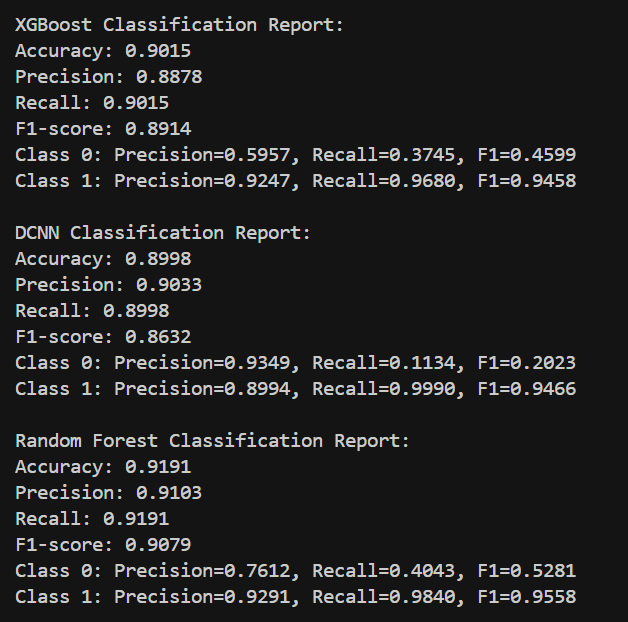 XGBoost Classification Report:
Accuracy: 0.9015
Precision: 0.8878
Recall: 0.9015
F1-score: 0.8914
Class 0: Precision=0.5957, Recall=0.3745, F1=0.4599
Class 1: Precision=0.9247, Recall=0.9680, F1=0.9458

DCNN Classification Report:
Accuracy: 0.8998
Precision: 0.9033
Recall: 0.8998
F1-score: 0.8632
Class 0: Precision=0.9349, Recall=0.1134, F1=0.2023
Class 1: Precision=0.8994, Recall=0.9990, F1=0.9466

Random Forest Classification Report:
Accuracy: 0.9191
Precision: 0.9103
Recall: 0.9191
F1-score: 0.9079
Class 0: Precision=0.7612, Recall=0.4043, F1=0.5281
Class 1: Precision=0.9291, Recall=0.9840, F1=0.9558